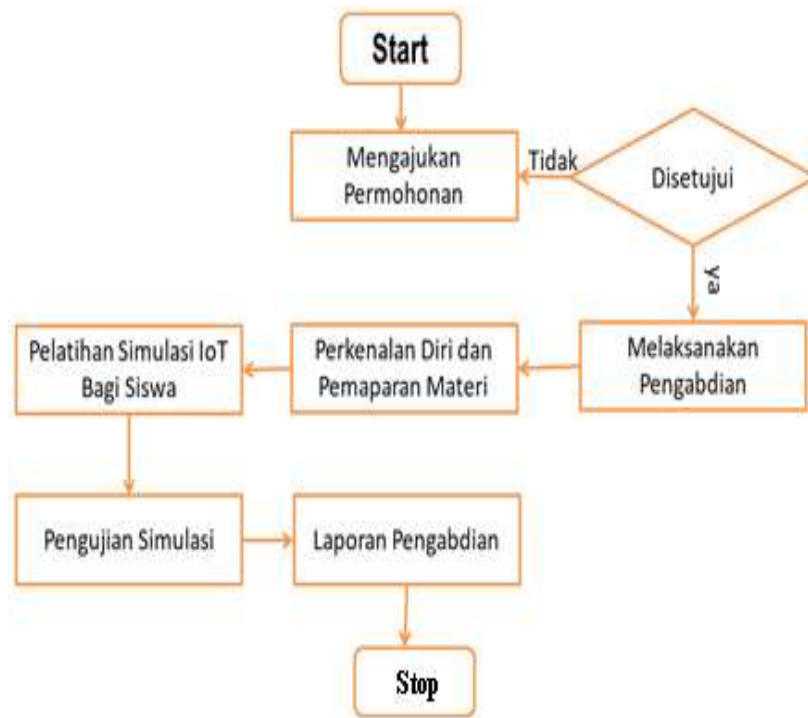 Start
Mengajukan
Permohonan
Tidak
Disetujui
ya
Melaksanakan
Pengabdian
Perkenalan Diri dan
Pemaparan Materi
Pelatihan Simulasi IoT
Bagi Siswa
Pengujian Simulasi
Laporan Pengabdian
Stop